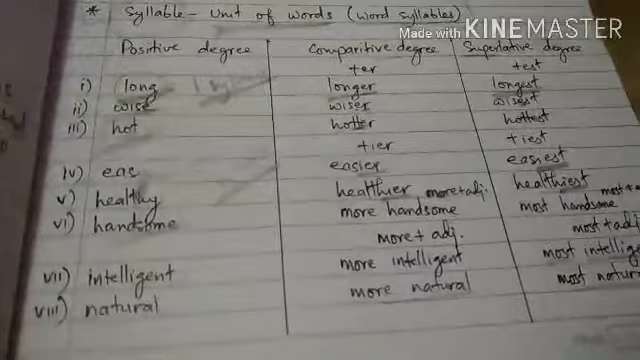 * Syllable - Unit of words (word syllables)
Made with KINEMASTER
Positive degree Comparitive degree Superlative degree
+er +est
i) long longer longest
ii) wise wiser wisest
iii) hot hotter hottest
+ier +iest
iv) eas easier easiest
v) healthy healthier more+adj. healthiest
vi) handsome more handsome most handsome
more+ adj. most+adj
vii) intelligent more intelligent most intellig
viii) natural more natural most natur